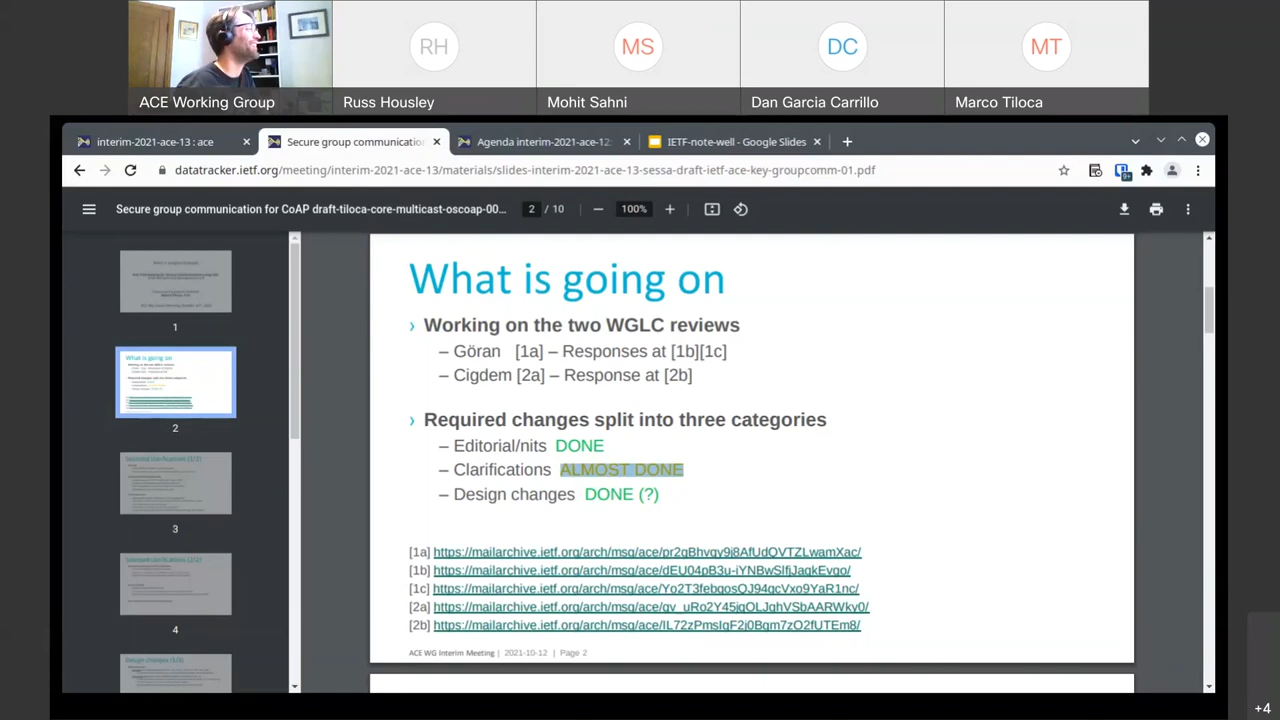 RH
MS
DC
MT
ACE Working Group
Russ Housley
Mohit Sahni
Dan Garcia Carrillo
Marco Tiloca
interim-2021-ace-13 : ace
Secure group communication
Agenda interim-2021-ace-12
IETF-note-well - Google Slides
datatracker.ietf.org/meeting/interim-2021-ace-13/materials/slides-interim-2021-ace-13-sessa-draft-ietf-ace-key-groupcomm-01.pdf
9+
Secure group communication for CoAP draft-tiloca-core-multicast-oscoap-00...
2 / 10
100%
What is going on
› Working on the two WGLC reviews
– Göran [1a] – Responses at [1b][1c]
– Cigdem [2a] – Response at [2b]
› Required changes split into three categories
– Editorial/nits DONE
– Clarifications ALMOST DONE
– Design changes DONE (?)
[1a] https://mailarchive.ietf.org/arch/msg/ace/pr2gBhvgy9j8AfUdQVTZLwamXac/
[1b] https://mailarchive.ietf.org/arch/msg/ace/dEU04pB3u-iYNBwSlfjJagkEvgo/
[1c] https://mailarchive.ietf.org/arch/msg/ace/Yo2T3febgosQJ94gcVxo9YaR1nc/
[2a] https://mailarchive.ietf.org/arch/msg/ace/gv_uRo2Y45jgOLJghVSbAARWky0/
[2b] https://mailarchive.ietf.org/arch/msg/ace/IL72zPmsIgF2j0Bgm7zO2fUTEm8/
ACE WG Interim Meeting | 2021-10-12 | Page 2
1
What is going on
2
3
4
+4